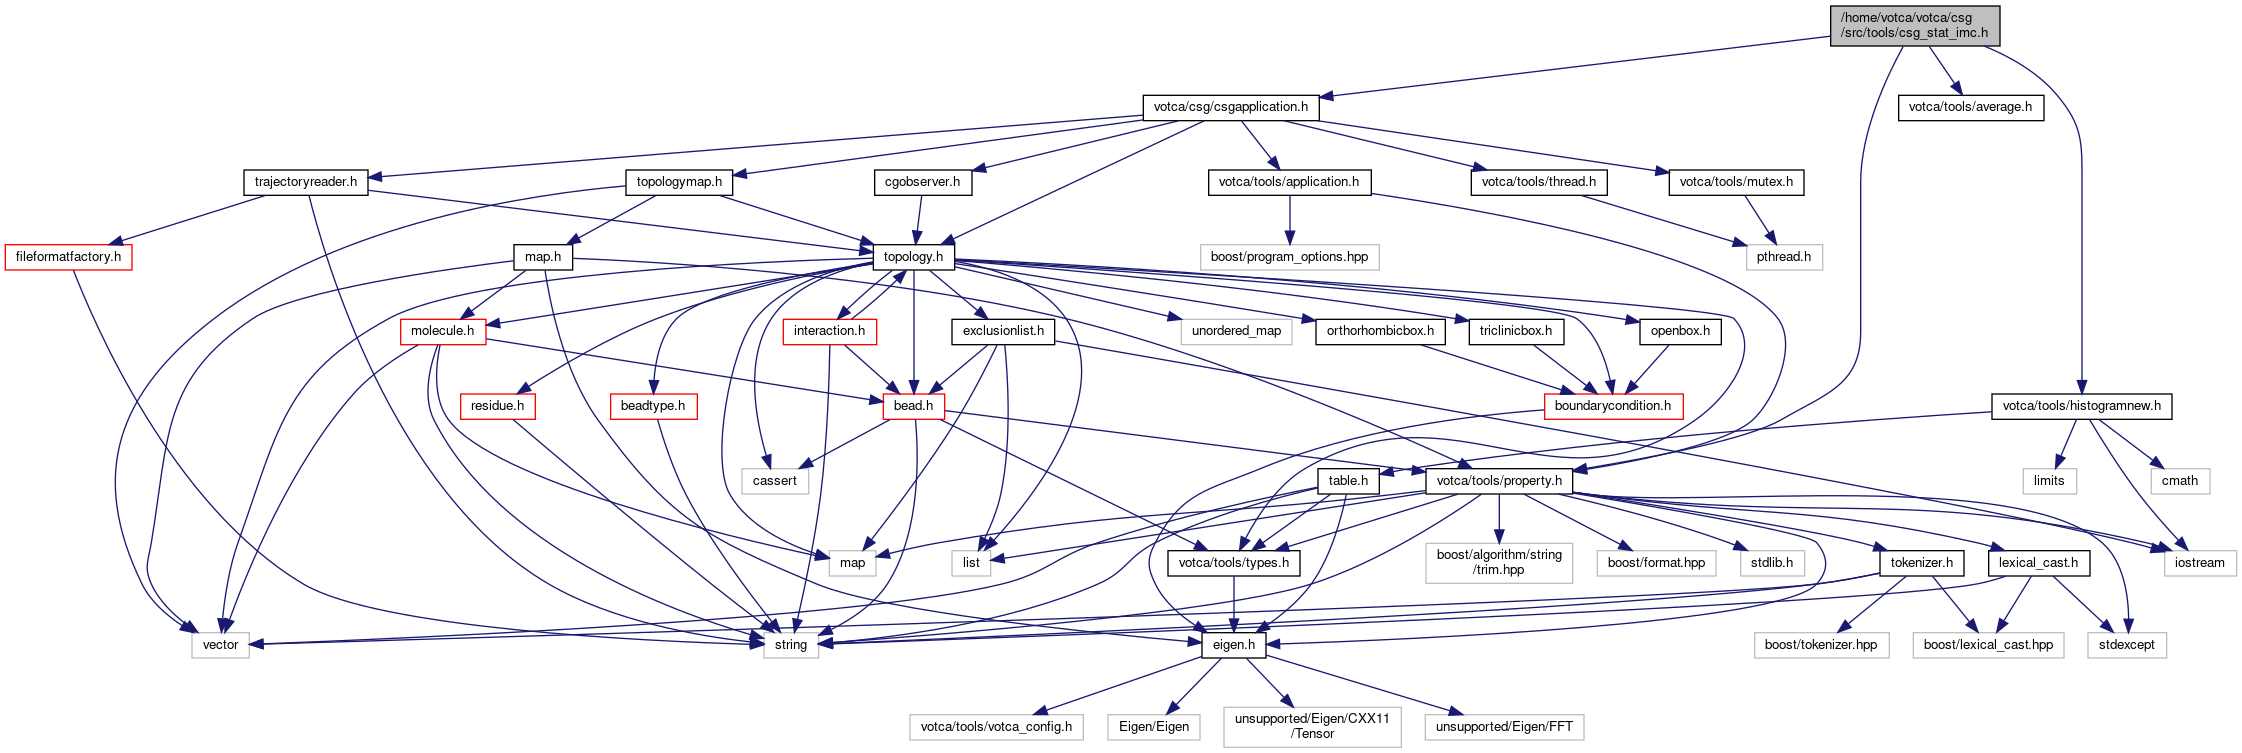 /home/votca/votca/csg
/src/tools/csg_stat_imc.h
votca/csg/csgapplication.h
votca/tools/average.h
trajectoryreader.h
topologymap.h
cgobserver.h
votca/tools/application.h
votca/tools/thread.h
votca/tools/mutex.h
fileformatfactory.h
map.h
topology.h
boost/program_options.hpp
pthread.h
molecule.h
interaction.h
exclusionlist.h
unordered_map
orthorhombicbox.h
triclinicbox.h
openbox.h
residue.h
beadtype.h
bead.h
boundarycondition.h
votca/tools/histogramnew.h
cassert
table.h
votca/tools/property.h
limits
cmath
map
list
votca/tools/types.h
boost/algorithm/string
/trim.hpp
boost/format.hpp
stdlib.h
tokenizer.h
lexical_cast.h
iostream
vector
string
eigen.h
boost/tokenizer.hpp
boost/lexical_cast.hpp
stdexcept
votca/tools/votca_config.h
Eigen/Eigen
unsupported/Eigen/CXX11
/Tensor
unsupported/Eigen/FFT